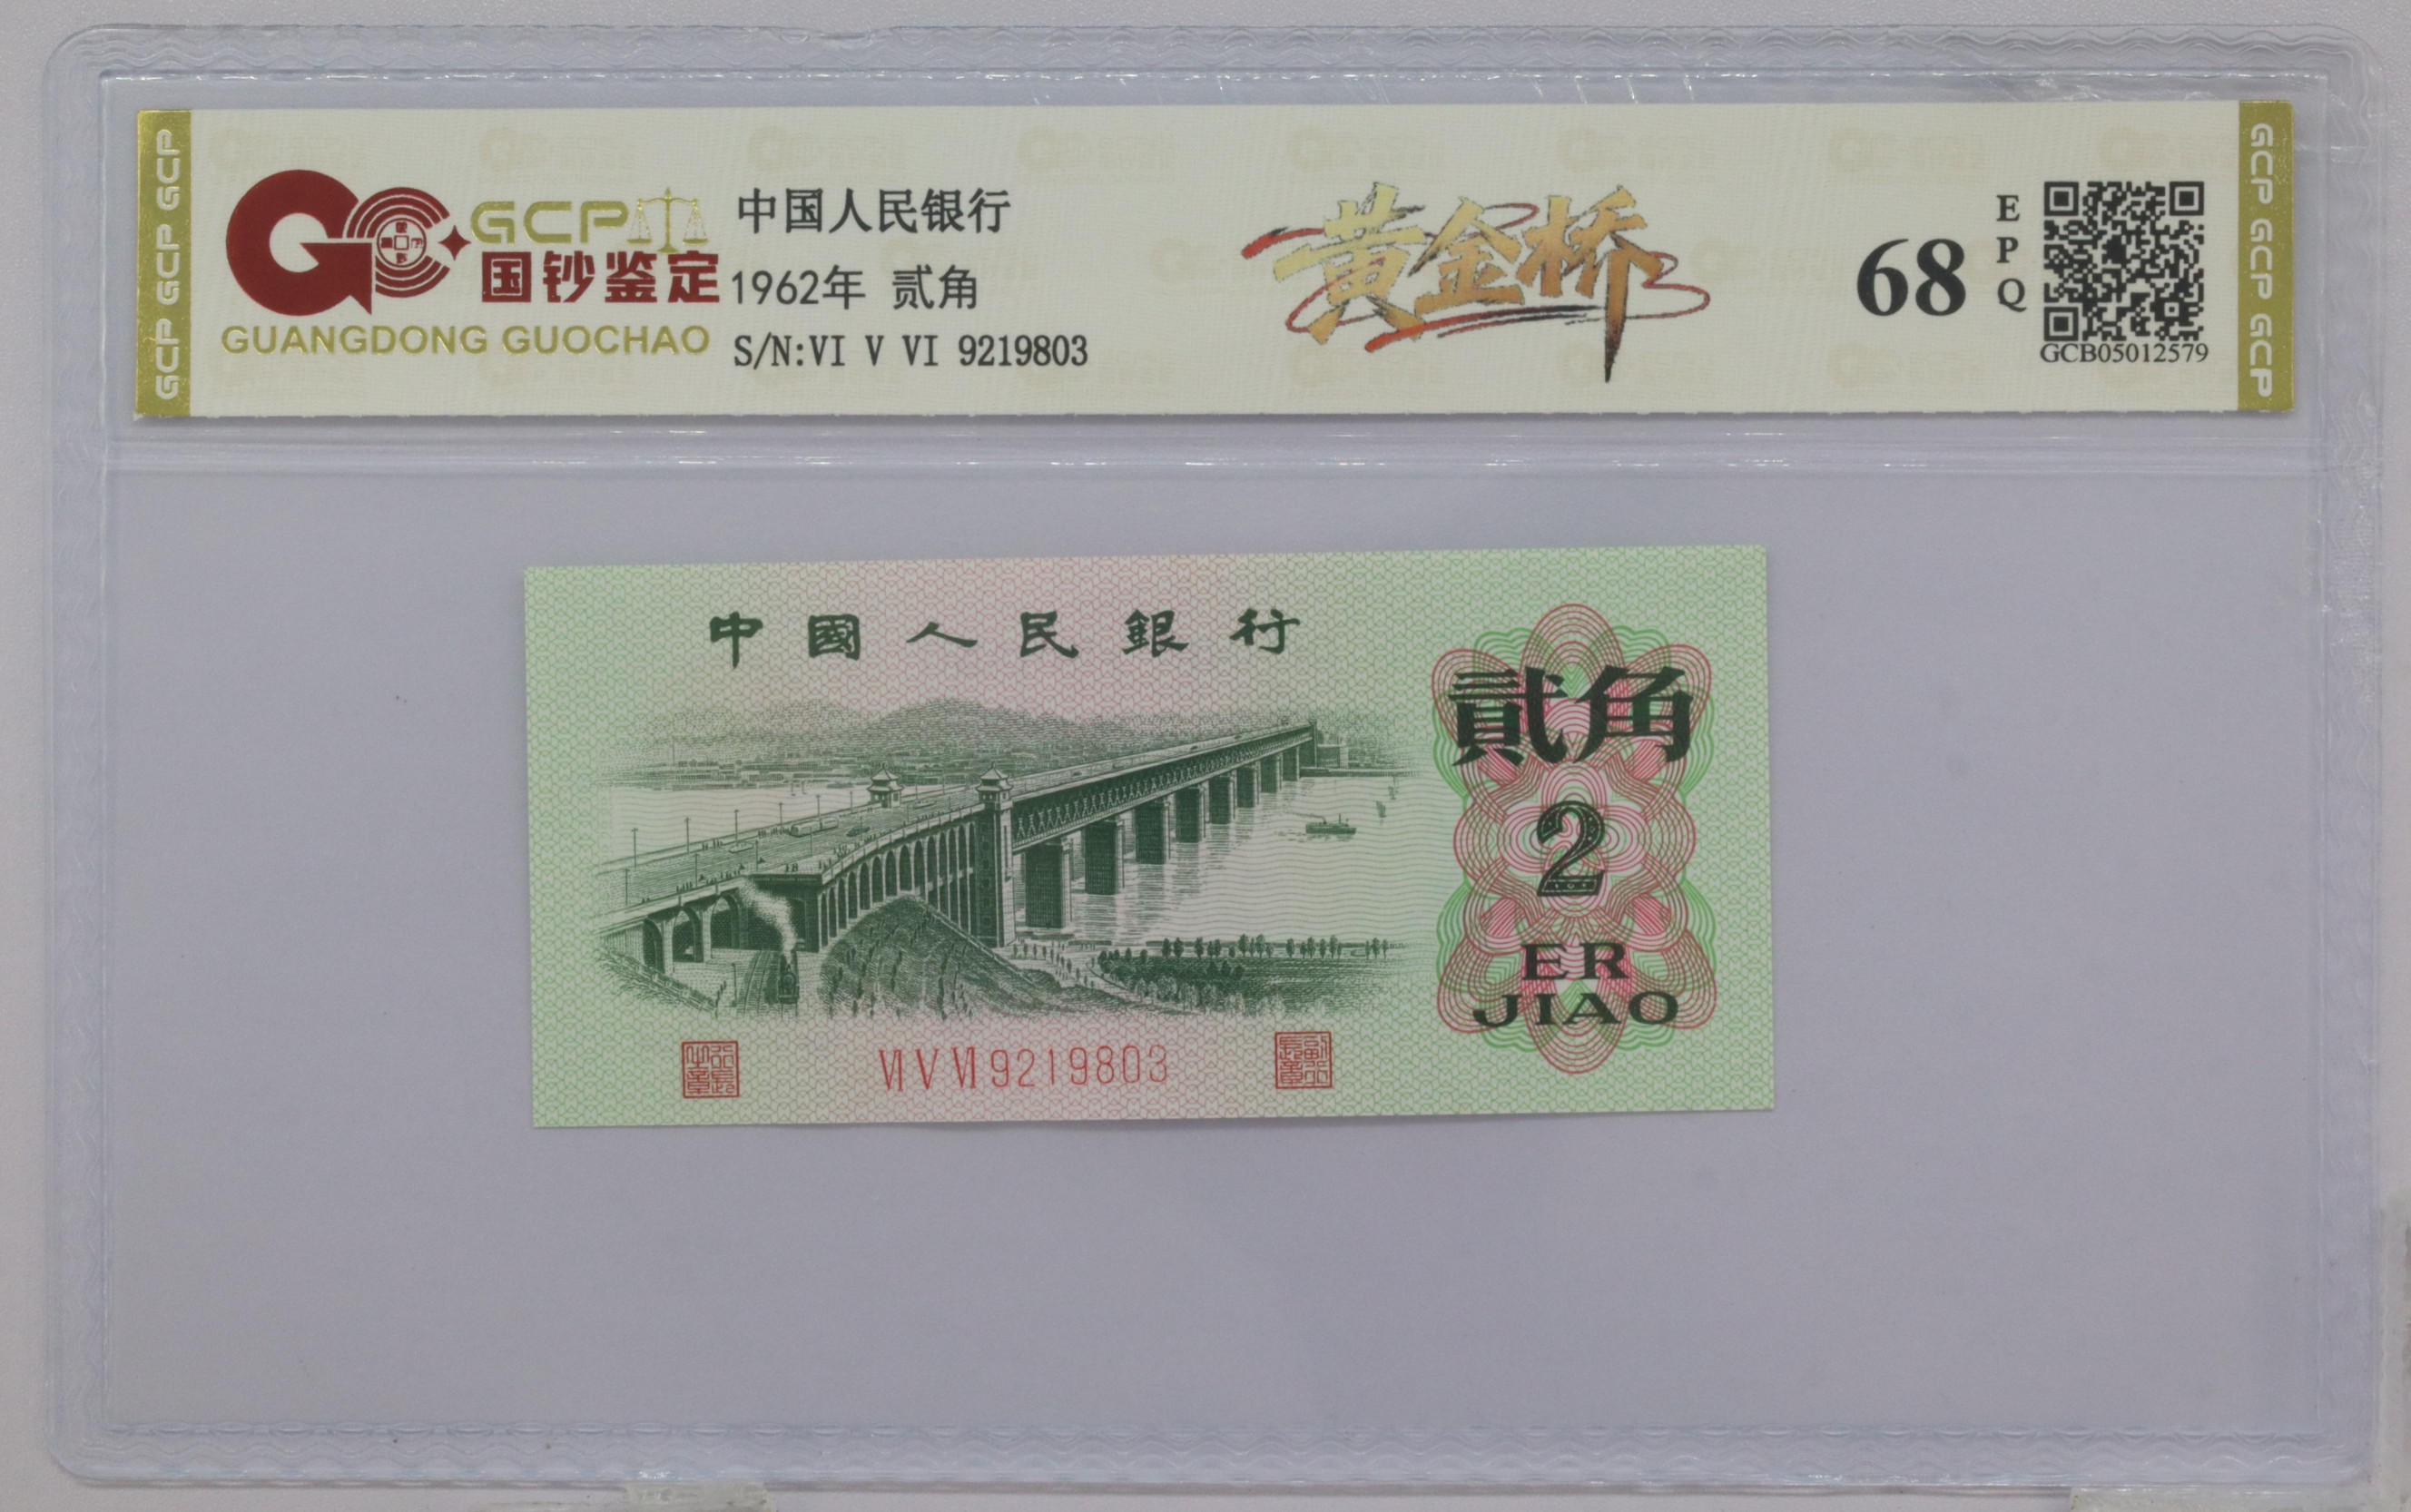 GCP GCP GCP
GCP
国钞鉴定
GUANGDONG GUOCHAO
中国人民银行
1962年 贰角
S/N:VI V VI 9219803
黄金桥
68
EPQ
GCB05012579
GCP GCP GCP
中國人民銀行
貳角
2
ER
JIAO
VI V VI 9219803